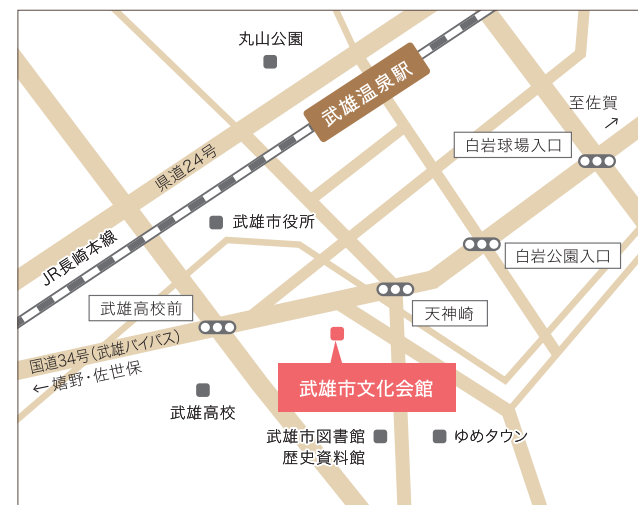 丸山公園
武雄温泉駅
至佐賀
白岩球場入口
県道24号
武雄市役所
JR長崎本線
白岩公園入口
武雄高校前
天神崎
国道34号(武雄バイパス)
←嬉野・佐世保
武雄市文化会館
武雄高校
武雄市図書館
歴史資料館
ゆめタウン